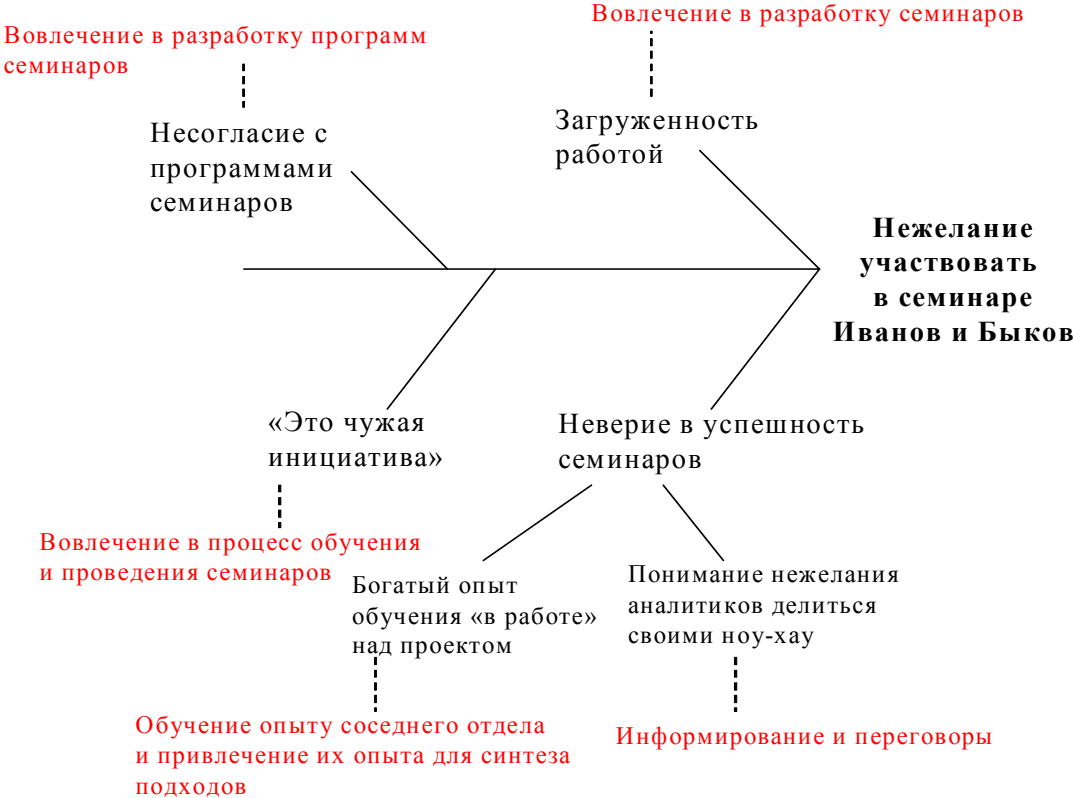 Вовлечение в разработку программ
семинаров
Вовлечение в разработку семинаров
Несогласие с
программами
семинаров
Загруженность
работой
Нежелание
участвовать
в семинаре
Иванов и Быков
«Это чужая
инициатива»
Неверие в успешность
семинаров
Вовлечение в процесс обучения
и проведения семинаров
Богатый опыт
обучения «в работе»
над проектом
Понимание нежелания
аналитиков делиться
своими ноу-хау
Обучение опыту соседнего отдела
и привлечение их опыта для синтеза
подходов
Информирование и переговоры